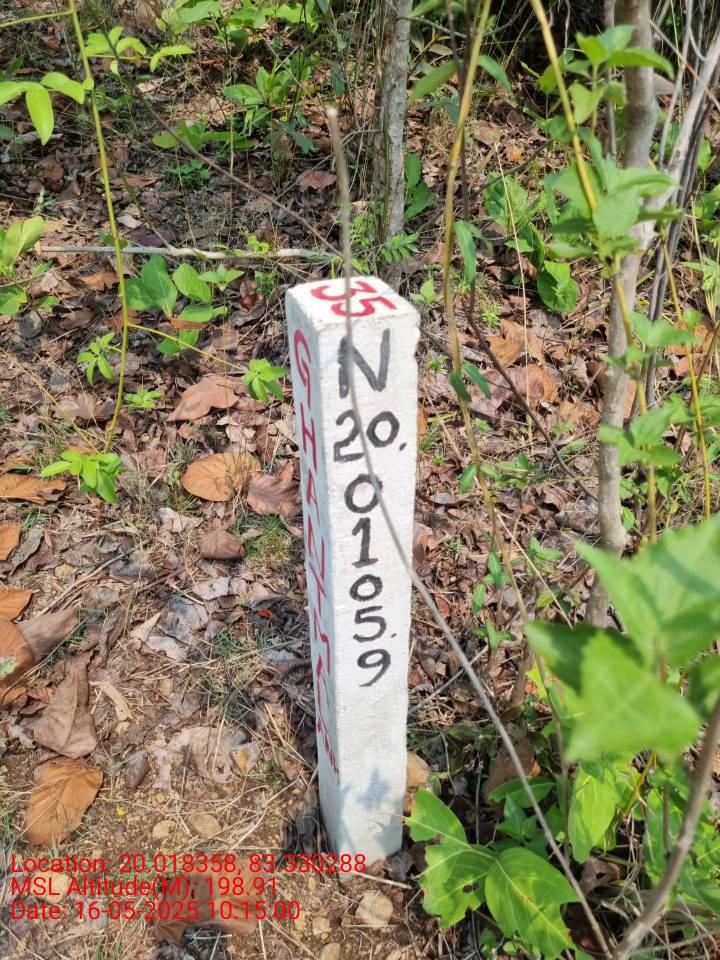 35
N
20.
0
1
0
5.
9
Location: 20.018358, 83.330288
MSL Altitude(M): 198.91
Date: 16-05-2025 10:15:00